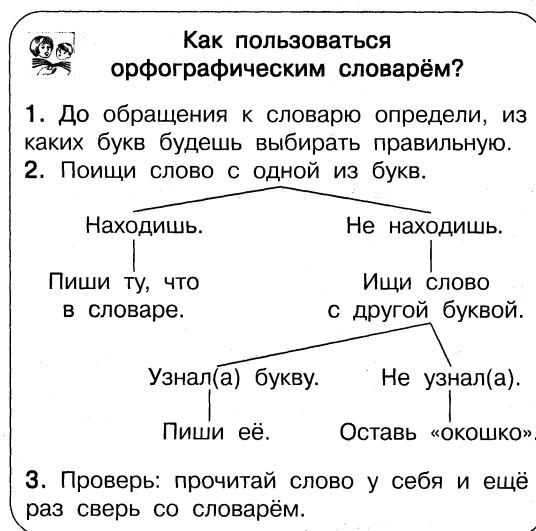 Как пользоваться
орфографическим словарём?
1. До обращения к словарю определи, из
каких букв будешь выбирать правильную.
2. Поищи слово с одной из букв.
Находишь. Не находишь.
Пиши ту, что Ищи слово
в словаре. с другой буквой.
Узнал(а) букву. Не узнал(а).
Пиши её. Оставь «окошко».
3. Проверь: прочитай слово у себя и ещё
раз сверь со словарём.